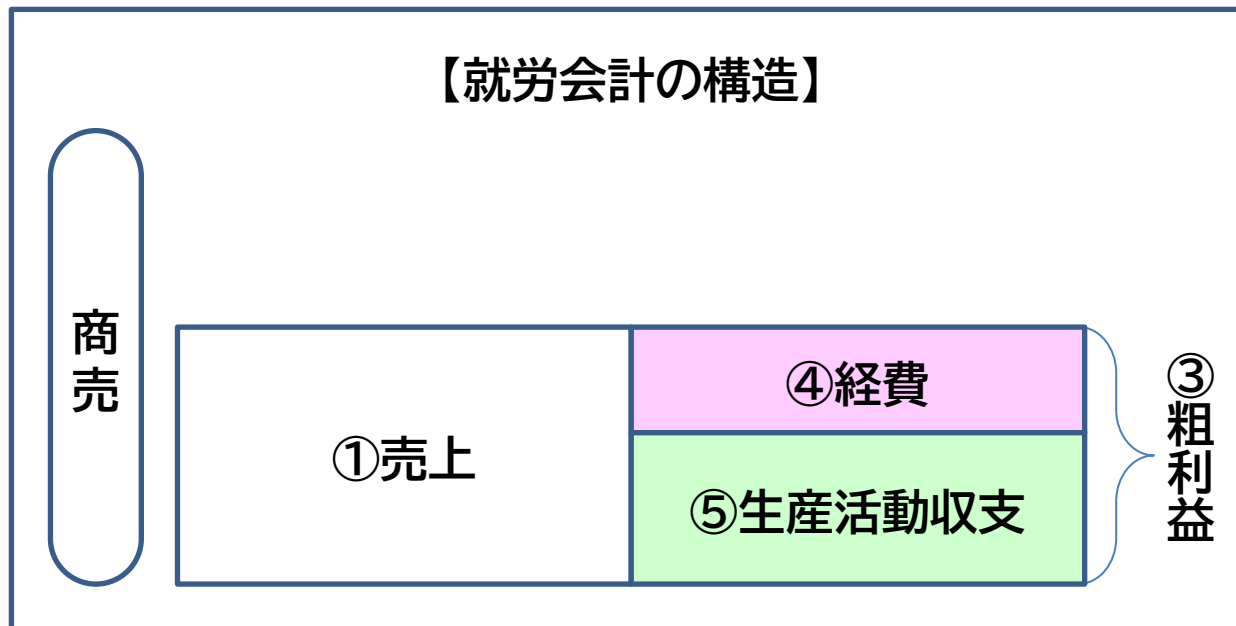 【就労会計の構造】
商売
①売上
④経費
⑤生産活動収支
③粗利益